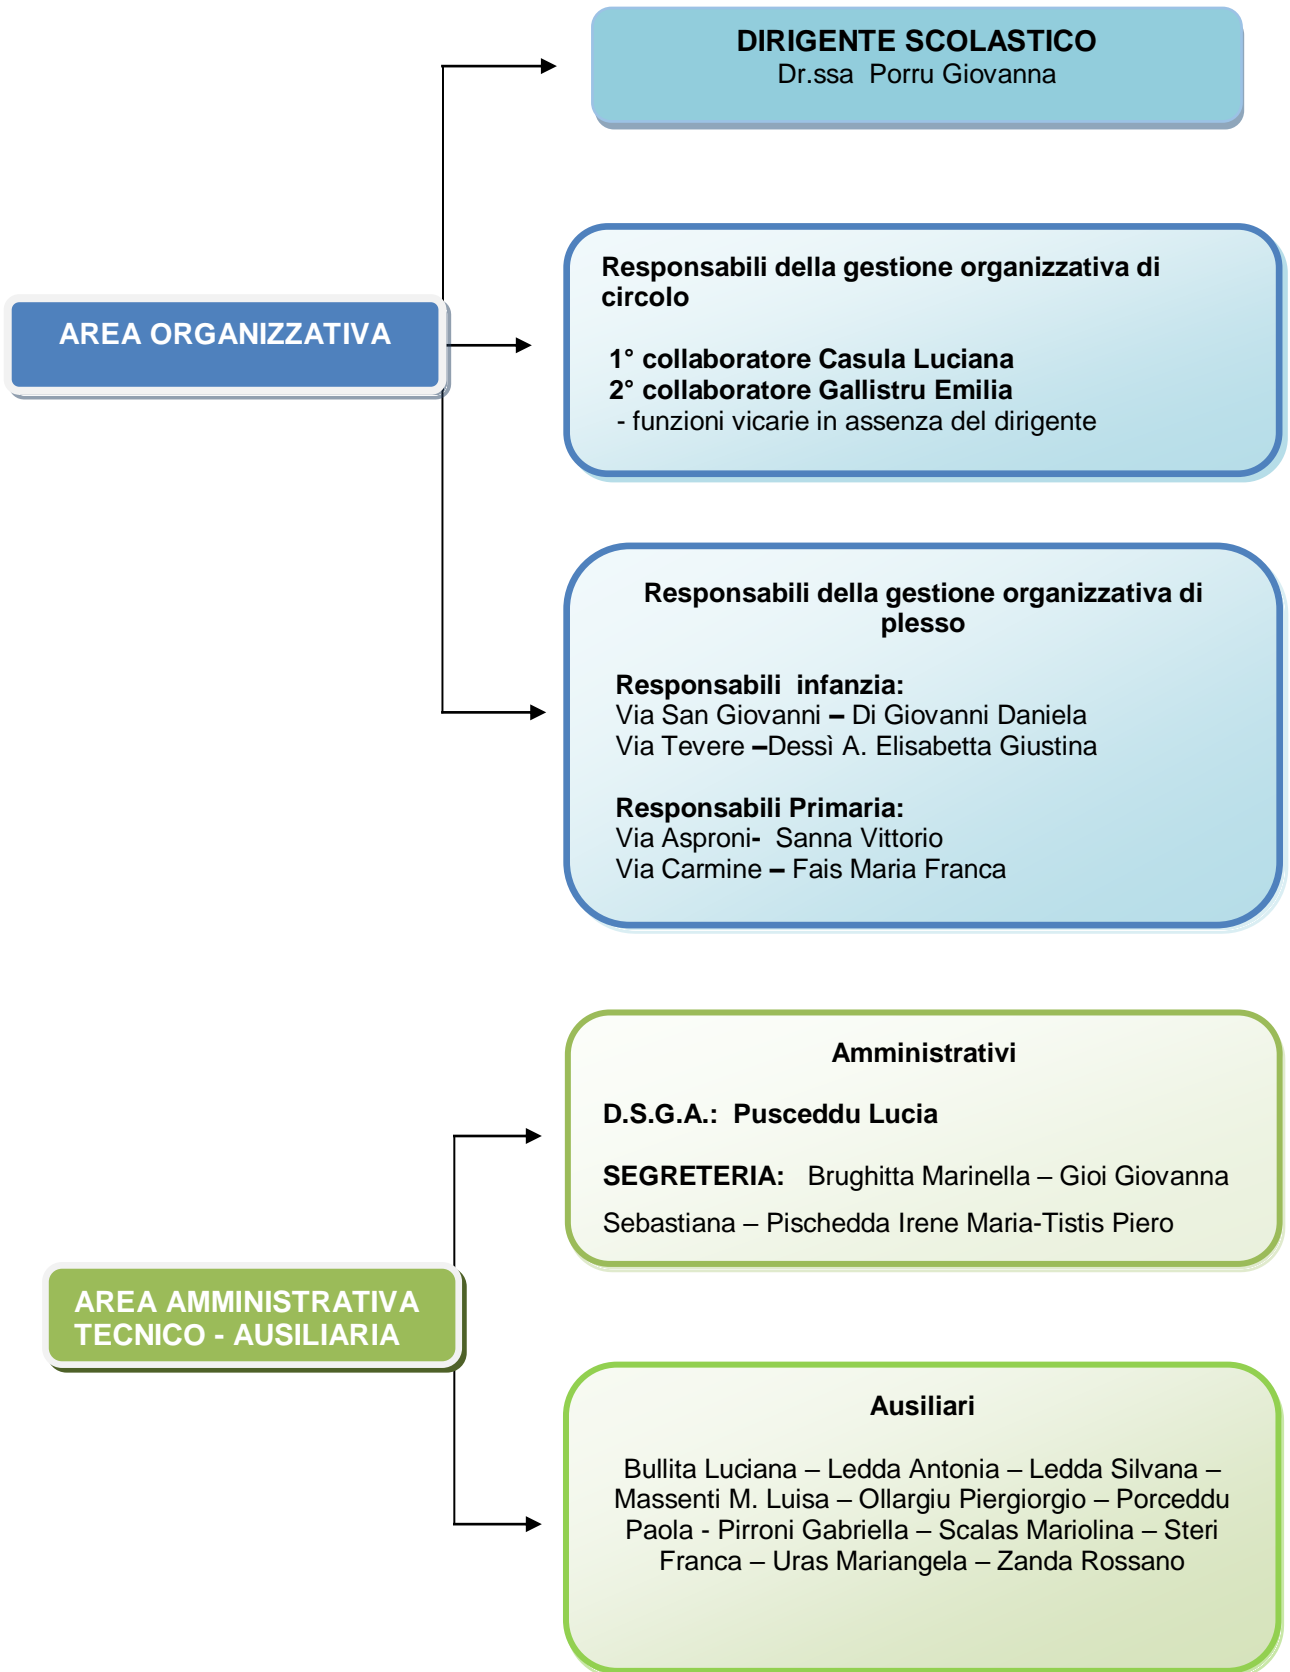 DIRIGENTE SCOLASTICO
Dr.ssa  Porru Giovanna
AREA ORGANIZZATIVA
Responsabili della gestione organizzativa di
circolo
1° collaboratore Casula Luciana
2° collaboratore Gallistru Emilia
- funzioni vicarie in assenza del dirigente
Responsabili della gestione organizzativa di
plesso
Responsabili  infanzia:
Via San Giovanni – Di Giovanni Daniela
Via Tevere –Dessì A. Elisabetta Giustina
Responsabili Primaria:
Via Asproni-  Sanna Vittorio
Via Carmine – Fais Maria Franca
AREA AMMINISTRATIVA
TECNICO - AUSILIARIA
Amministrativi
D.S.G.A.:  Pusceddu Lucia
SEGRETERIA:   Brughitta Marinella – Gioi Giovanna
Sebastiana – Pischedda Irene Maria-Tistis Piero
Ausiliari
Bullita Luciana – Ledda Antonia – Ledda Silvana –
Massenti M. Luisa – Ollargiu Piergiorgio – Porceddu
Paola - Pirroni Gabriella – Scalas Mariolina – Steri
Franca – Uras Mariangela – Zanda Rossano